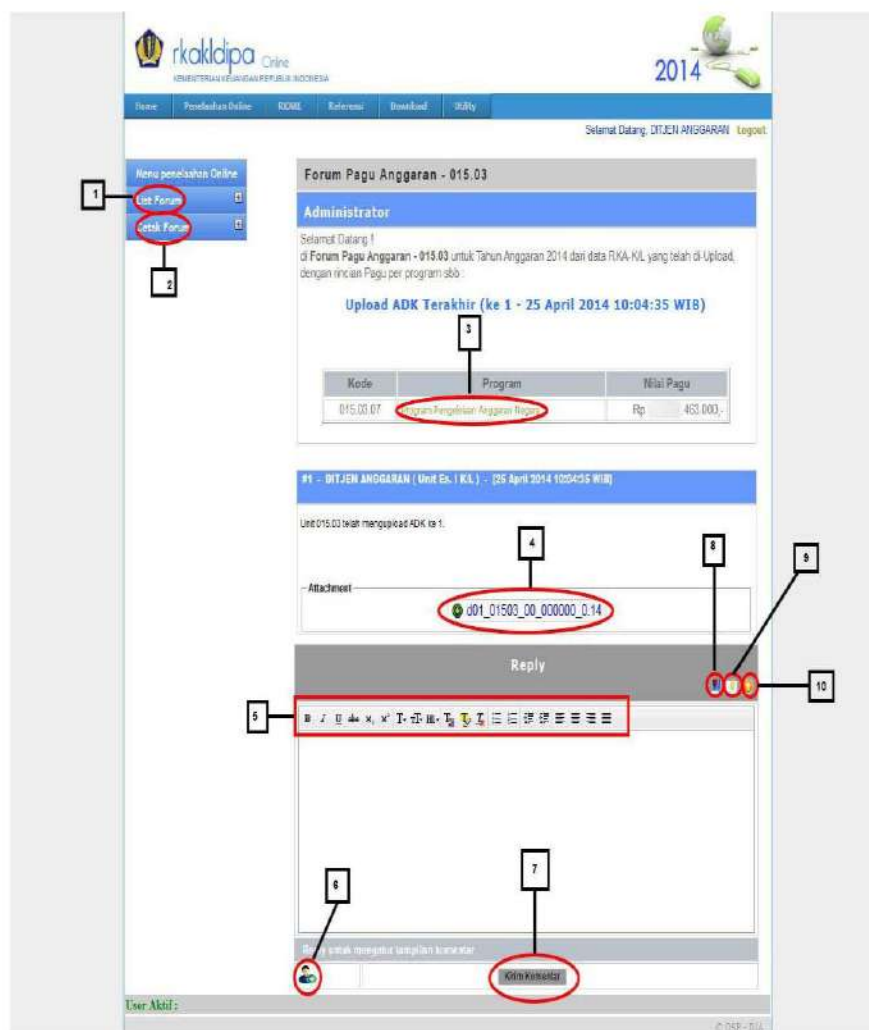 rkakldipa Online
KEMENTERIAN KEUANGAN REPUBLIK INDONESIA
2014
Home Penelaahan Online RKAKL Referensi Download Utility
Selamat Datang, DITJEN ANGGARAN Logout
Menu penelaahan Online
1
List Forum
Cetak Forum
2
Forum Pagu Anggaran - 015.03
Administrator
Selamat Datang !
di Forum Pagu Anggaran - 015.03 untuk Tahun Anggaran 2014 dari data RKA-K/L yang telah di-Upload,
dengan rincian Pagu per program sbb :
Upload ADK Terakhir (ke 1 - 25 April 2014 10:04:35 WIB)
3
Kode Program Nilai Pagu
015.03.07 Program Pengelolaan Anggaran Negara Rp 463.000,-
#1 - DITJEN ANGGARAN ( Unit Es. I K/L ) - [25 April 2014 10:04:35 WIB]
Unit 015.03 telah mengupload ADK ke 1.
4
8
9
Attachment
d01_01503_00_000000_0.14
Reply
10
5
6
7
Reply untuk mengatur tampilan komentar
Kirim Komentar
User Aktif :